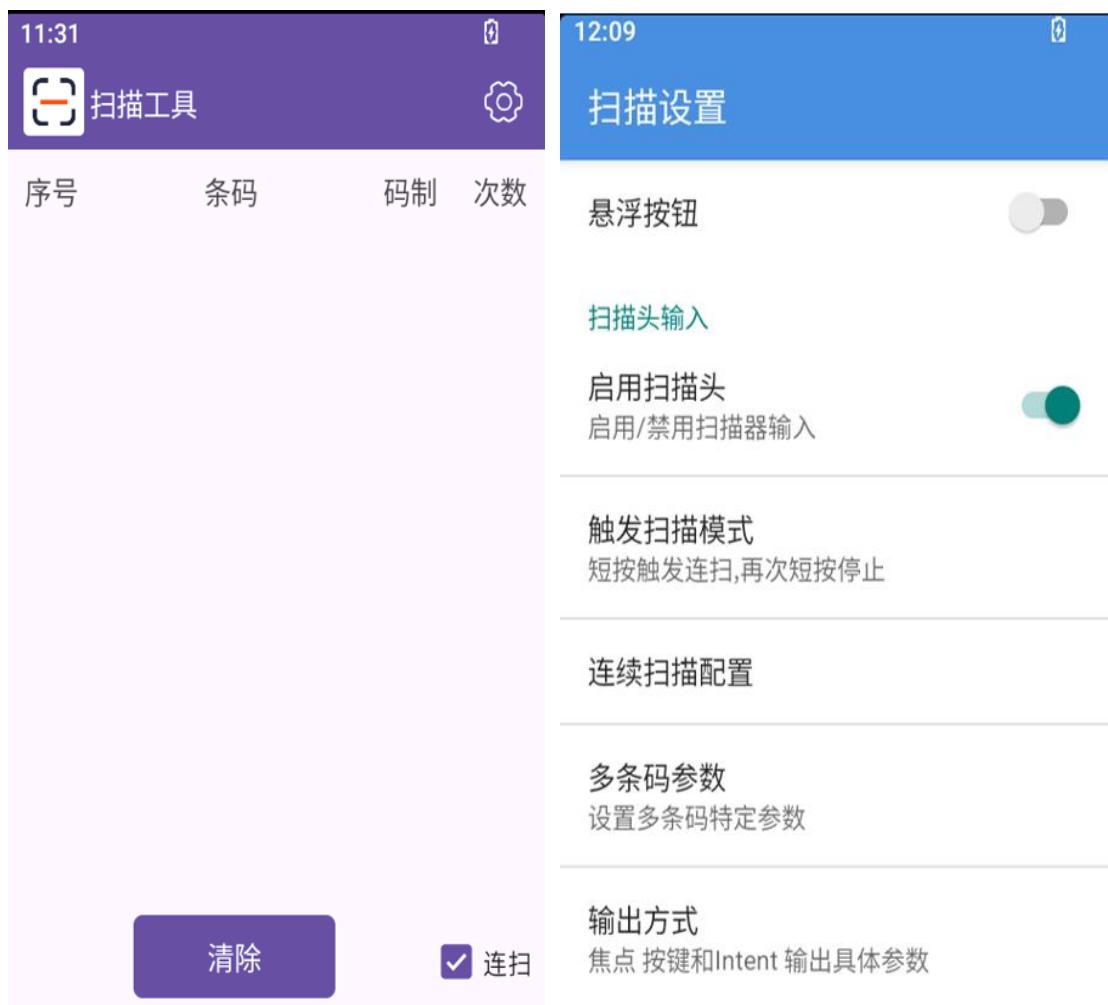 11:31
扫描工具
序号 条码 码制 次数
清除
连扫
12:09
扫描设置
悬浮按钮
扫描头输入
启用扫描头
启用/禁用扫描器输入
触发扫描模式
短按触发连扫,再次短按停止
连续扫描配置
多条码参数
设置多条码特定参数
输出方式
焦点 按键和Intent 输出具体参数